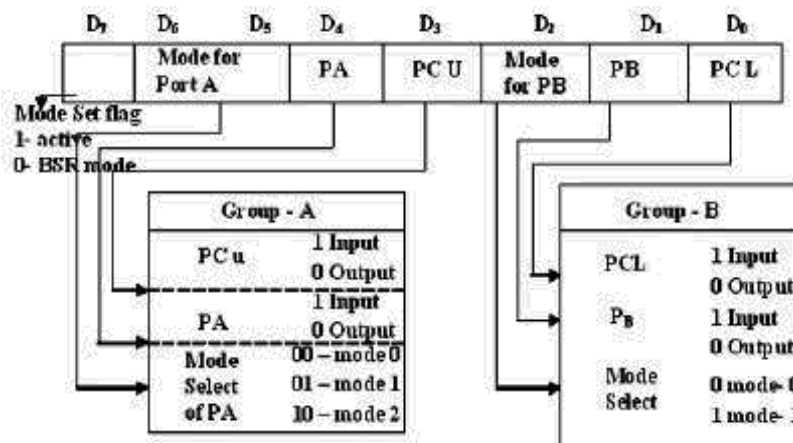 D7 D6 D5 D4 D3 D2 D1 D0
Mode for Port A
PA
PC U
Mode for PB
PB
PC L
Mode Set flag
1- active
0- BSR mode
Group - A
PC u
1 Input
0 Output
PA
1 Input
0 Output
Mode Select of PA
00 – mode 0
01 – mode 1
10 – mode 2
Group - B
PCL
1 Input
0 Output
PB
1 Input
0 Output
Mode Select
0 mode- 0
1 mode-